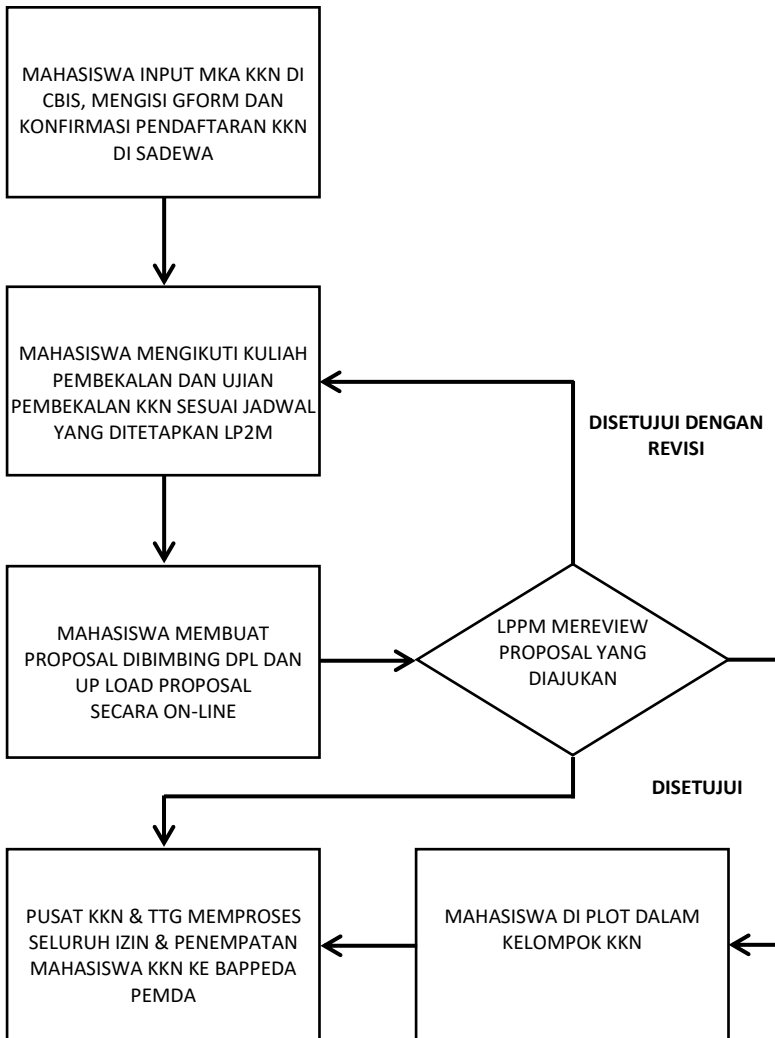 MAHASISWA INPUT MKA KKN DI
CBIS, MENGISI GFORM DAN
KONFIRMASI PENDAFTARAN KKN
DI SADEWA
MAHASISWA MENGIKUTI KULIAH
PEMBEKALAN DAN UJIAN
PEMBEKALAN KKN SESUAI JADWAL
YANG DITETAPKAN LP2M
DISETUJUI DENGAN
REVISI
MAHASISWA MEMBUAT
PROPOSAL DIBIMBING DPL DAN
UP LOAD PROPOSAL
SECARA ON-LINE
LPPM MEREVIEW
PROPOSAL YANG
DIAJUKAN
DISETUJUI
PUSAT KKN & TTG MEMPROSES
SELURUH IZIN & PENEMPATAN
MAHASISWA KKN KE BAPPEDA
PEMDA
MAHASISWA DI PLOT DALAM
KELOMPOK KKN